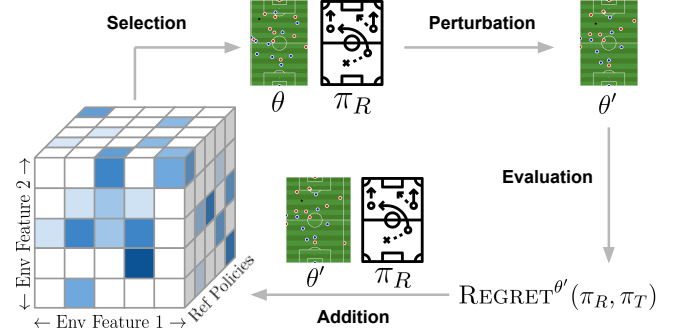 Selection
Perturbation
θ
π_R
θ′
Evaluation
← Env Feature 2 →
θ′
π_R
REGRET^θ′(π_R, π_T)
Ref Policies
← Env Feature 1 →
Addition